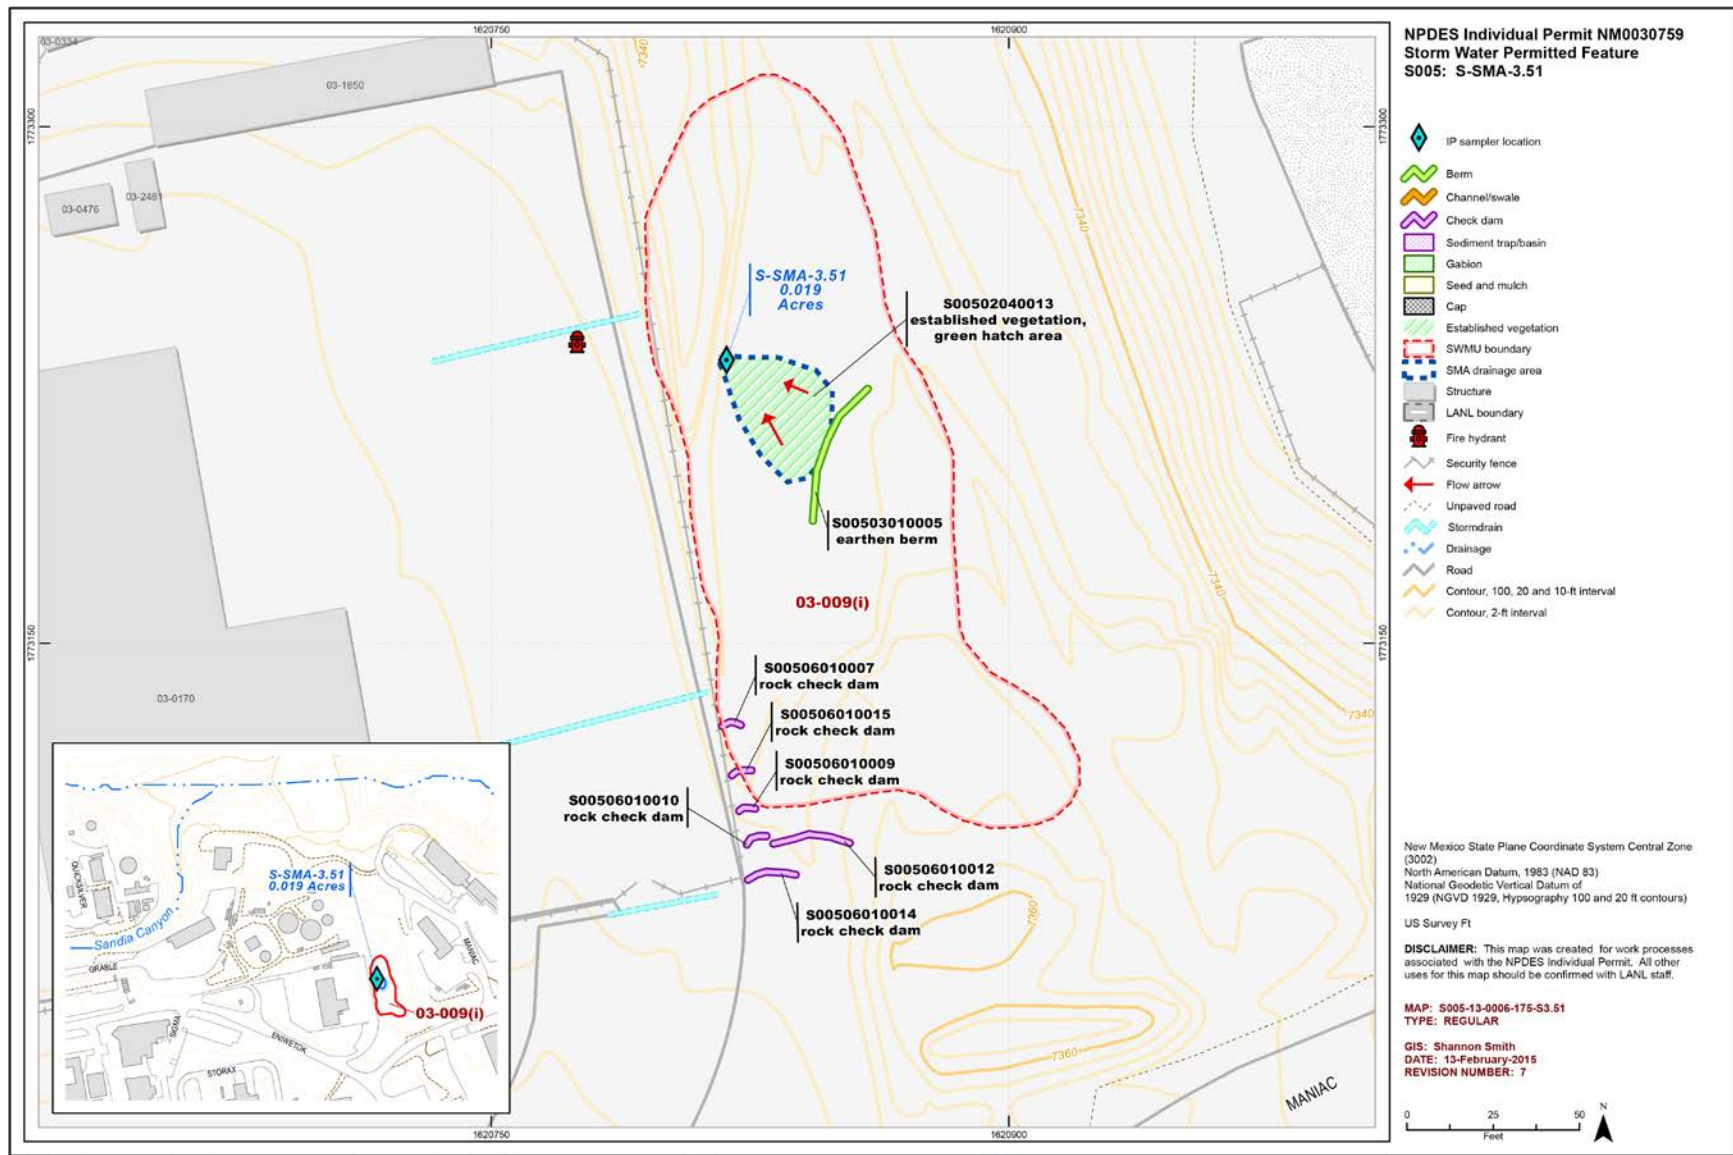 NPDES Individual Permit NM0030759
Storm Water Permitted Feature
S005: S-SMA-3.51
IP sampler location
Berm
Channel/swale
Check dam
Sediment trap/basin
Gabion
Seed and mulch
Cap
Established vegetation
SWMU boundary
SMA drainage area
Structure
LANL boundary
Fire hydrant
Security fence
Flow arrow
Unpaved road
Stormdrain
Drainage
Road
Contour, 100, 20 and 10-ft interval
Contour, 2-ft interval
New Mexico State Plane Coordinate System Central Zone
(3002)
North American Datum, 1983 (NAD 83)
National Geodetic Vertical Datum of
1929 (NGVD 1929, Hypsography 100 and 20 ft contours)
US Survey Ft
DISCLAIMER: This map was created for work processes
associated with the NPDES Individual Permit. All other
uses for this map should be confirmed with LANL staff.
MAP: S005-13-0006-175-S3.51
TYPE: REGULAR
GIS: Shannon Smith
DATE: 13-February-2015
REVISION NUMBER: 7
0 25 50
Feet
N
1620750
1620900
03-0334
03-1650
7340
1773300
1773300
03-2481
03-0476
7340
S-SMA-3.51
0.019
Acres
S00502040013
established vegetation,
green hatch area
S00503010005
earthen berm
7340
03-009(i)
1773150
1773150
03-0170
S00506010007
rock check dam
7340
S00506010015
rock check dam
S00506010009
rock check dam
S00506010010
rock check dam
S00506010012
rock check dam
S00506010014
rock check dam
7360
7360
MANIAC
1620750
1620900
S-SMA-3.51
0.019 Acres
QUICKSILVER
Sandia Canyon
GRABLE
MANIAC
03-009(i)
SIGMA
ENIWETOK
STORAX